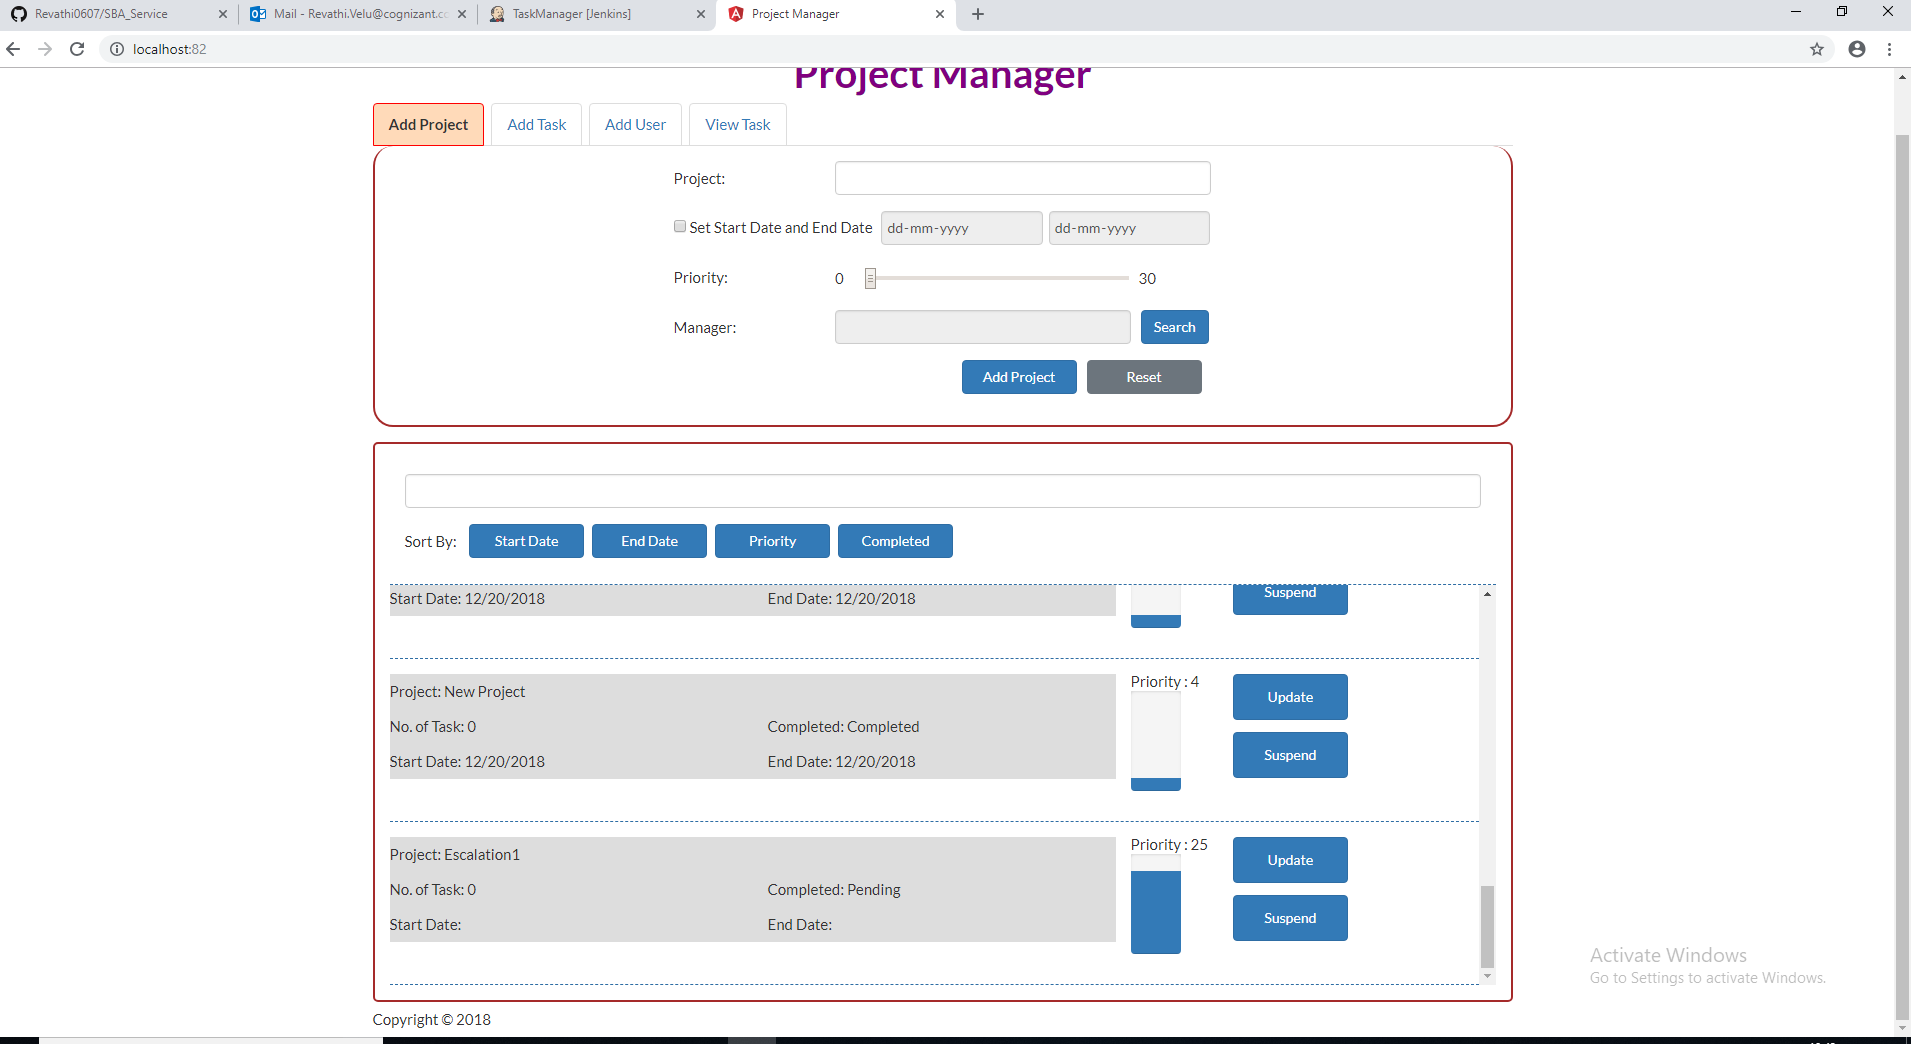 Revathi0607/SBA_Service
Mail - Revathi.Velu@cognizant.co
TaskManager [Jenkins]
Project Manager
localhost:82
Project Manager
Add Project
Add Task
Add User
View Task
Project:
Set Start Date and End Date dd-mm-yyyy dd-mm-yyyy
Priority: 0 30
Manager: Search
Add Project Reset
Sort By: Start Date End Date Priority Completed
Start Date: 12/20/2018 End Date: 12/20/2018 Suspend
Project: New Project Priority : 4 Update
No. of Task: 0 Completed: Completed
Start Date: 12/20/2018 End Date: 12/20/2018 Suspend
Project: Escalation1 Priority : 25 Update
No. of Task: 0 Completed: Pending
Start Date: End Date: Suspend
Activate Windows
Go to Settings to activate Windows.
Copyright © 2018